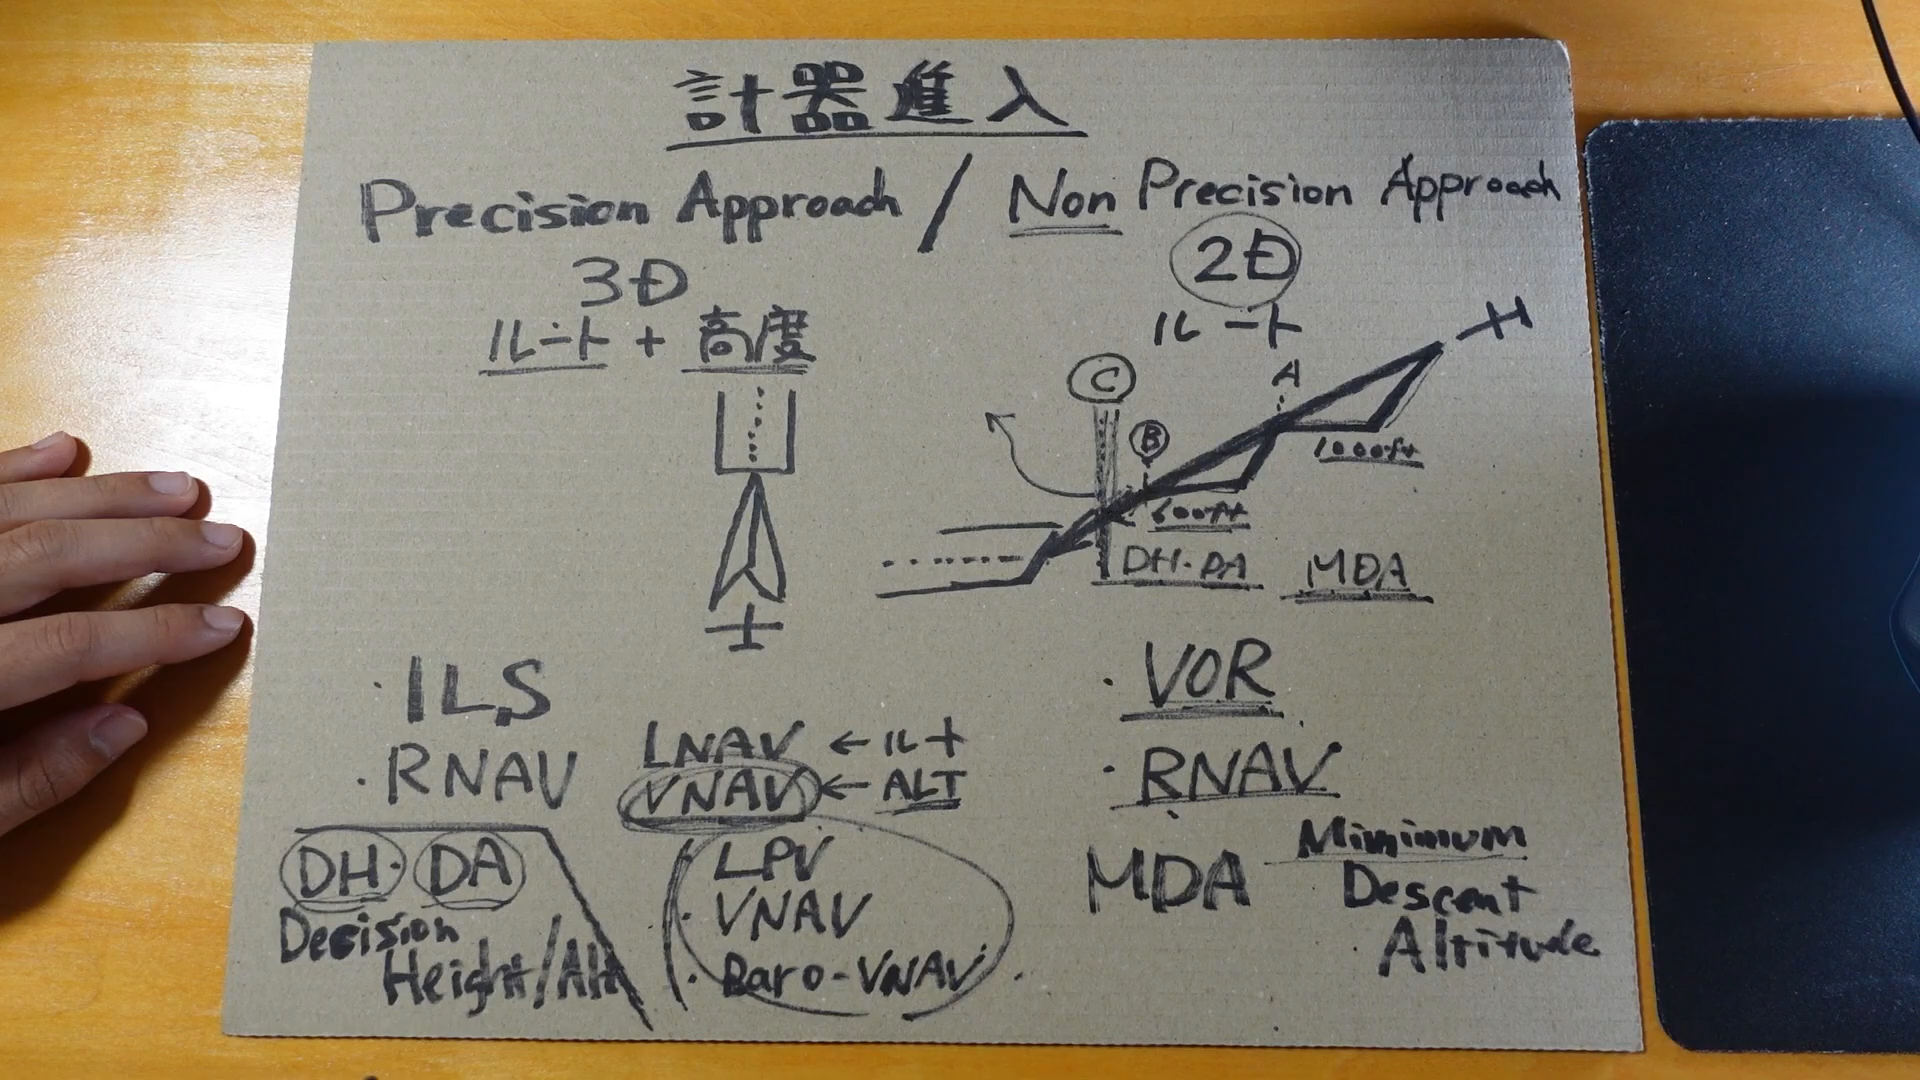 計器進入
Precision Approach / Non Precision Approach
3D
ルート + 高度
2D
ルート
A
C
B
1000ft
600ft
DH・DA
MDA
・ILS
・RNAV
LNAV ← ルート
VNAV ← ALT
LPV
・VNAV
・Baro-VNAV
DH・DA
Decision
Height/Alt
・VOR
・RNAV
MDA
Mimimum
Descent
Altitude